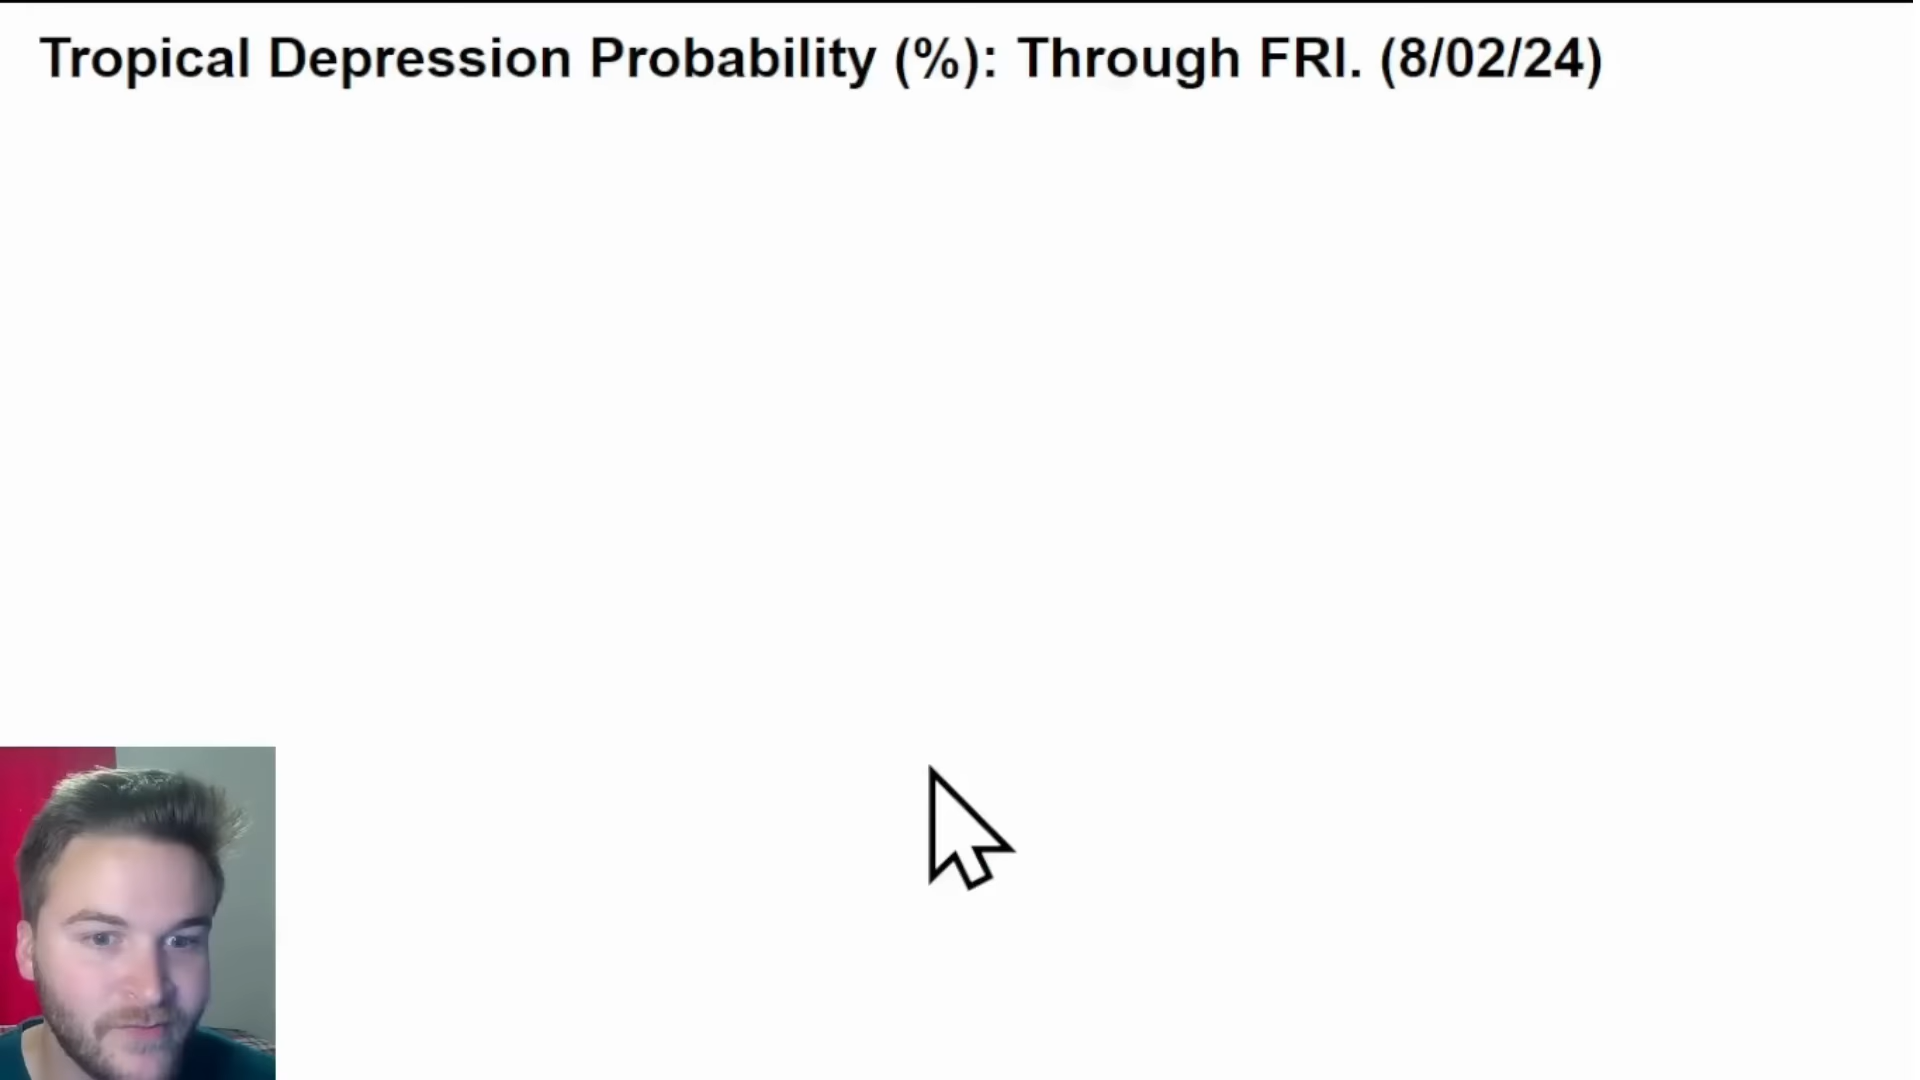 Tropical Depression Probability (%): Through FRI. (8/02/24)